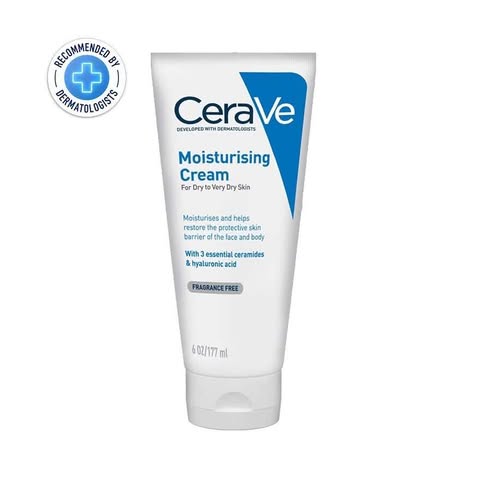 RECOMMENDED BY
DERMATOLOGISTS
CeraVe
DEVELOPED WITH DERMATOLOGISTS
Moisturising
Cream
For Dry to Very Dry Skin
Moisturises and helps
restore the protective skin
barrier of the face and body
With 3 essential ceramides
& hyaluronic acid
FRAGRANCE FREE
6 OZ/177 ml